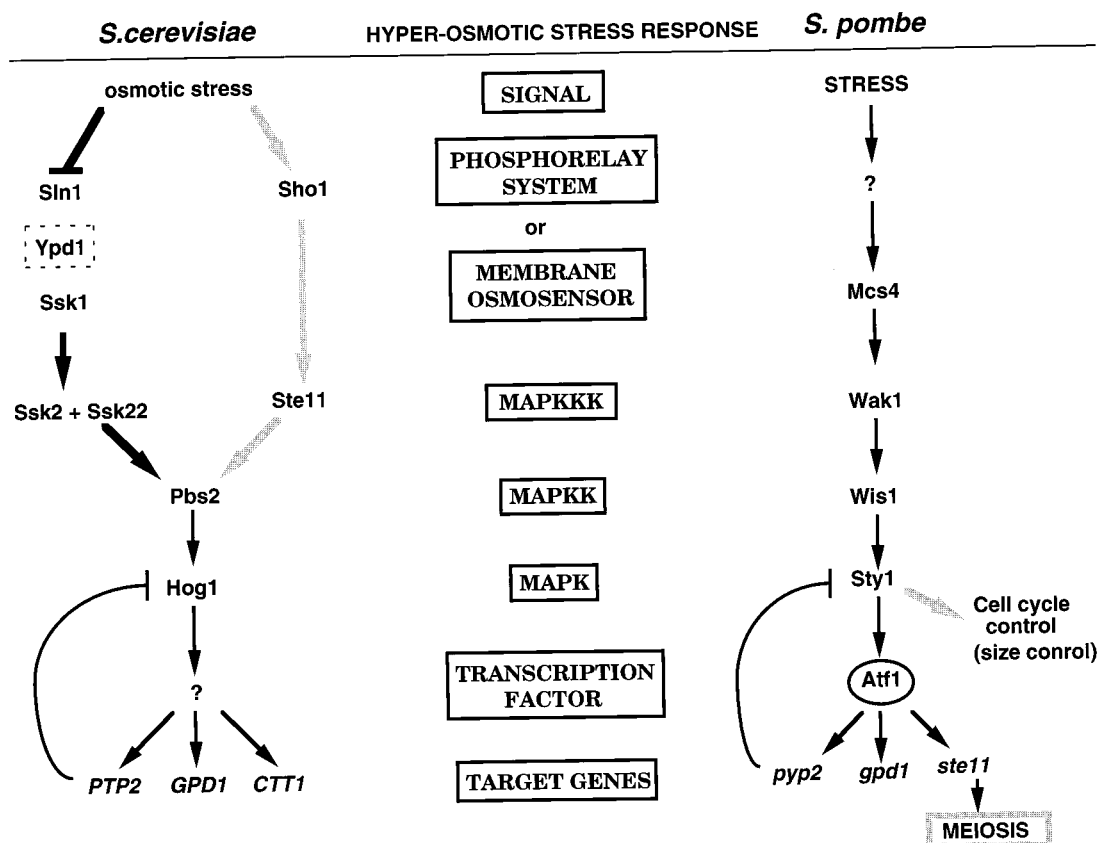 S.cerevisiae
HYPER-OSMOTIC STRESS RESPONSE
S. pombe
osmotic stress
SIGNAL
STRESS
PHOSPHORELAY
SYSTEM
Sln1
Sho1
?
Ypd1
or
MEMBRANE
OSMOSENSOR
Ssk1
Mcs4
Ssk2 + Ssk22
Ste11
MAPKKK
Wak1
Pbs2
MAPKK
Wis1
Hog1
MAPK
Sty1
Cell cycle
control
(size conrol)
?
TRANSCRIPTION
FACTOR
Atf1
PTP2
GPD1
CTT1
TARGET GENES
pyp2
gpd1
ste11
MEIOSIS